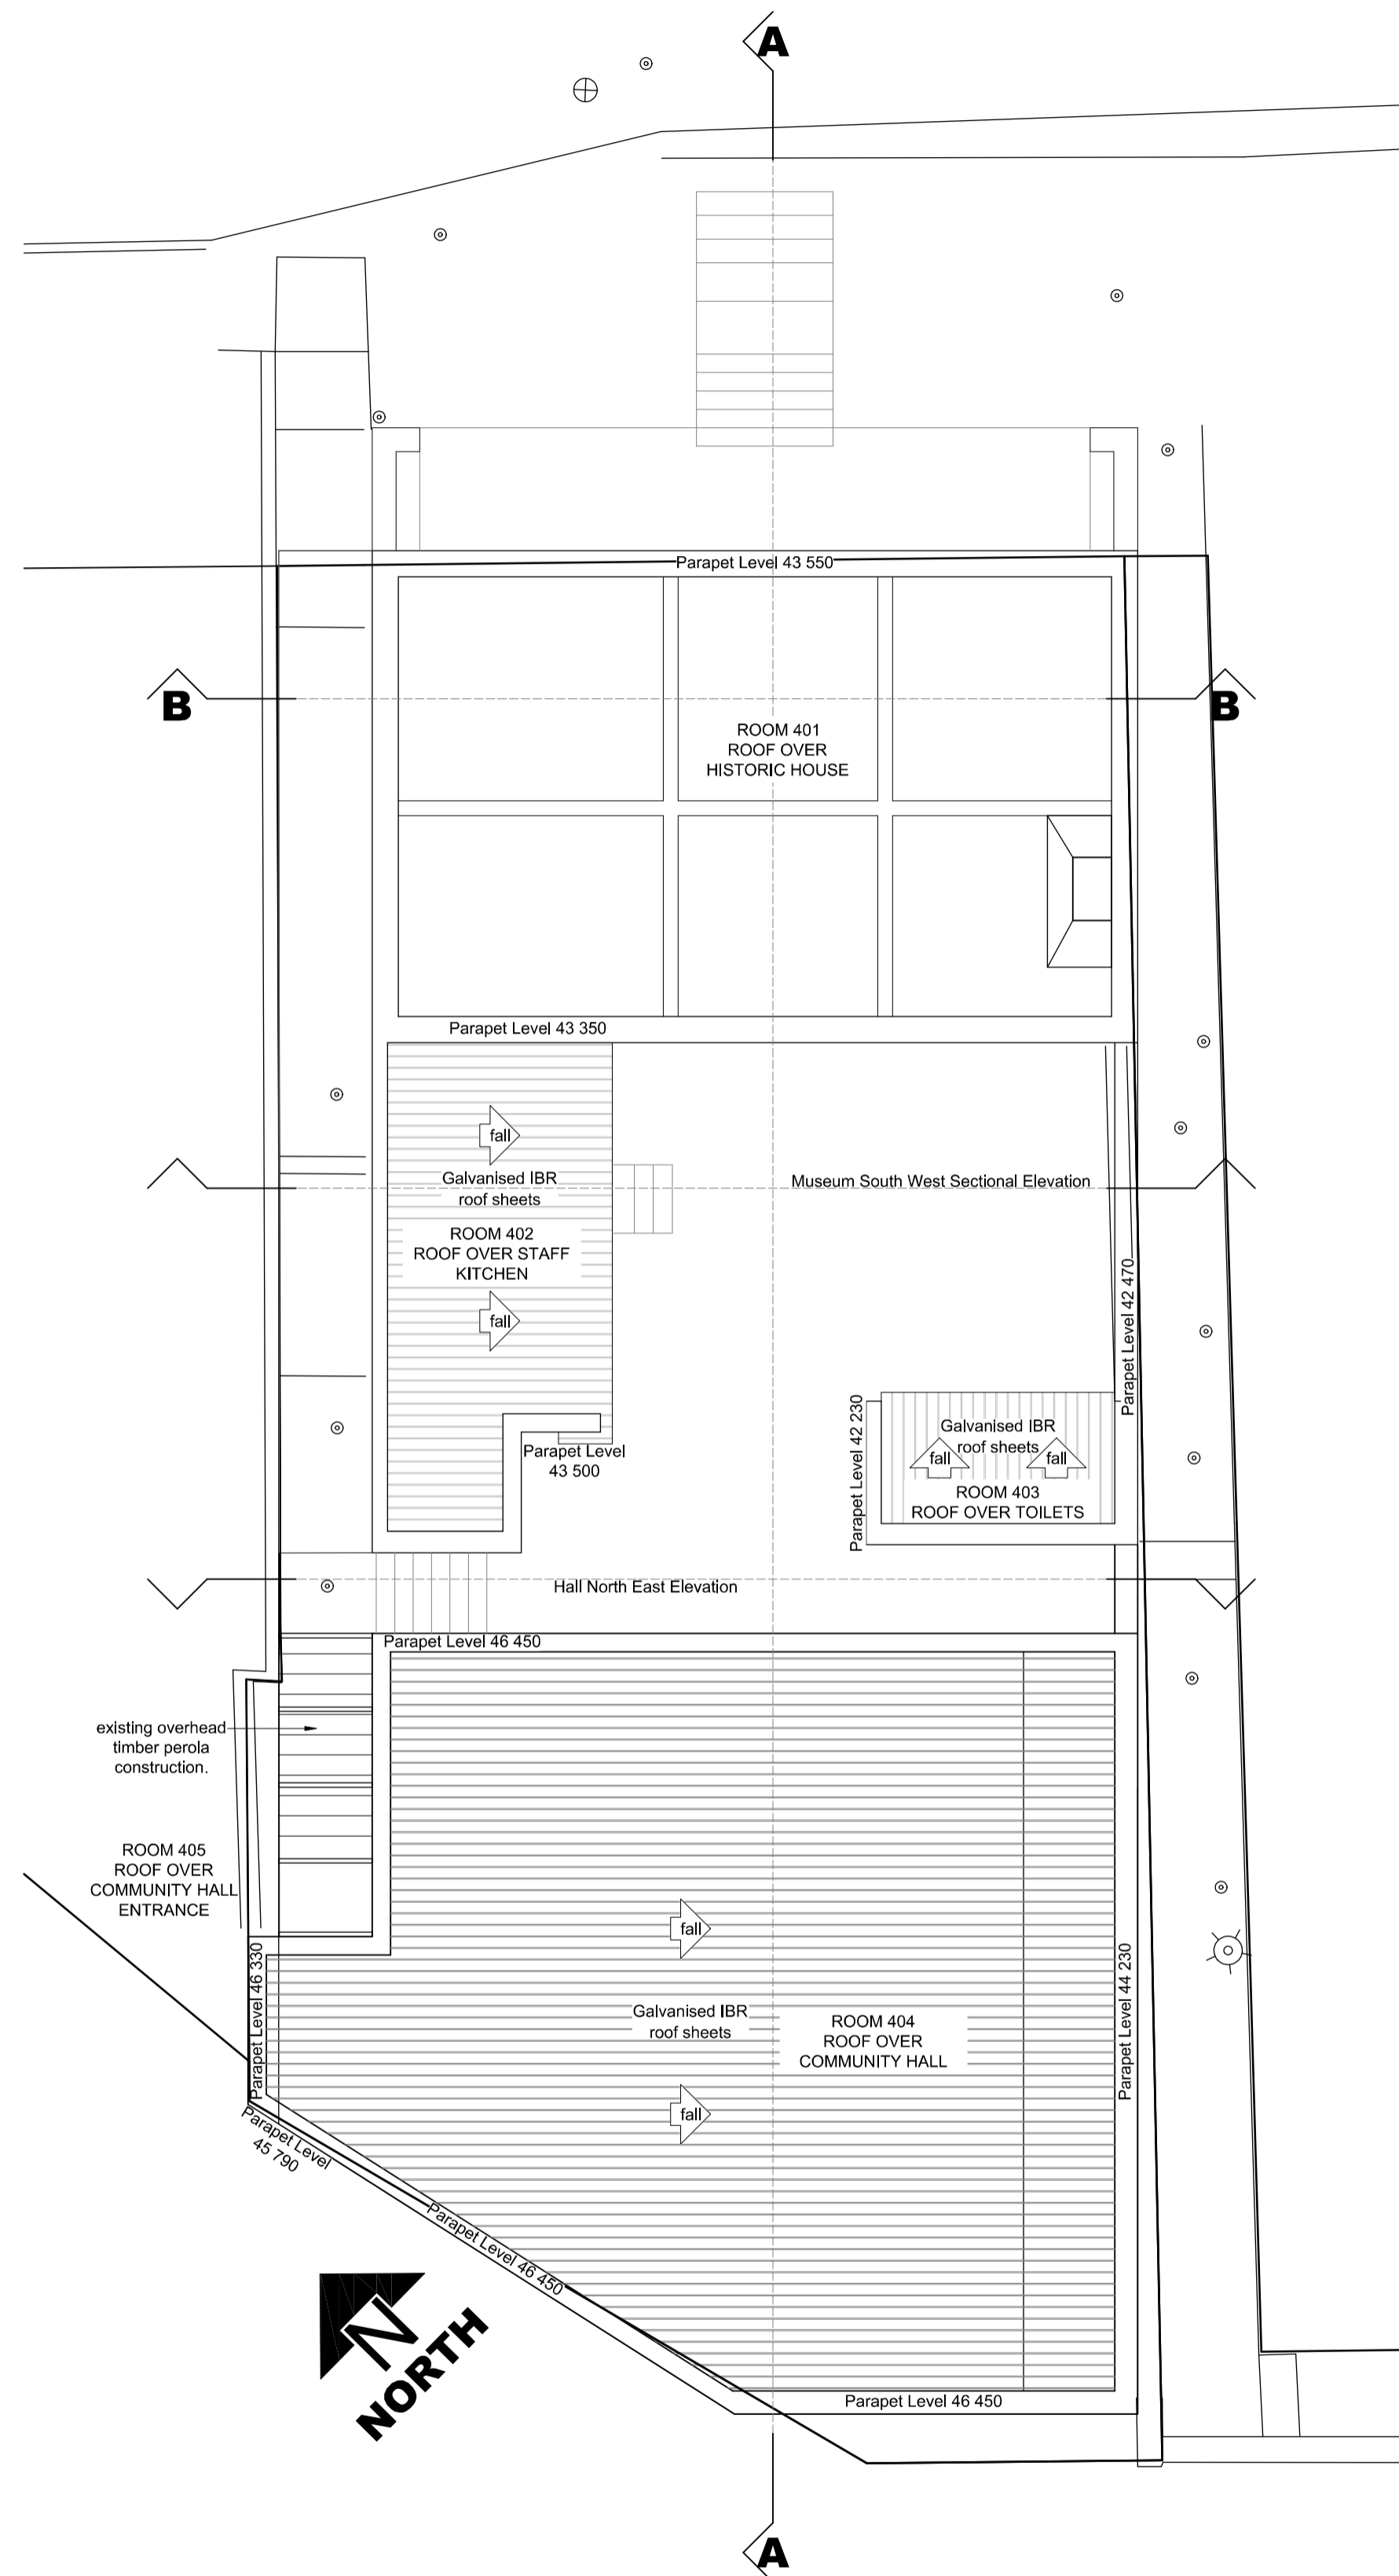 A
Parapet Level 43 550
B
B
ROOM 401
ROOF OVER
HISTORIC HOUSE
Parapet Level 43 350
fall
Galvanised IBR
roof sheets
Museum South West Sectional Elevation
ROOM 402
ROOF OVER STAFF
KITCHEN
fall
Parapet Level 42 470
Parapet Level
43 500
Parapet Level 42 230
Galvanised IBR
roof sheets
fall
fall
ROOM 403
ROOF OVER TOILETS
Hall North East Elevation
Parapet Level 46 450
existing overhead
timber perola
construction.
ROOM 405
ROOF OVER
COMMUNITY HALL
ENTRANCE
fall
Parapet Level 46 330
Parapet Level 44 230
Galvanised IBR
roof sheets
ROOM 404
ROOF OVER
COMMUNITY HALL
fall
Parapet Level
45 790
Parapet Level 46 450
N
NORTH
Parapet Level 46 450
A